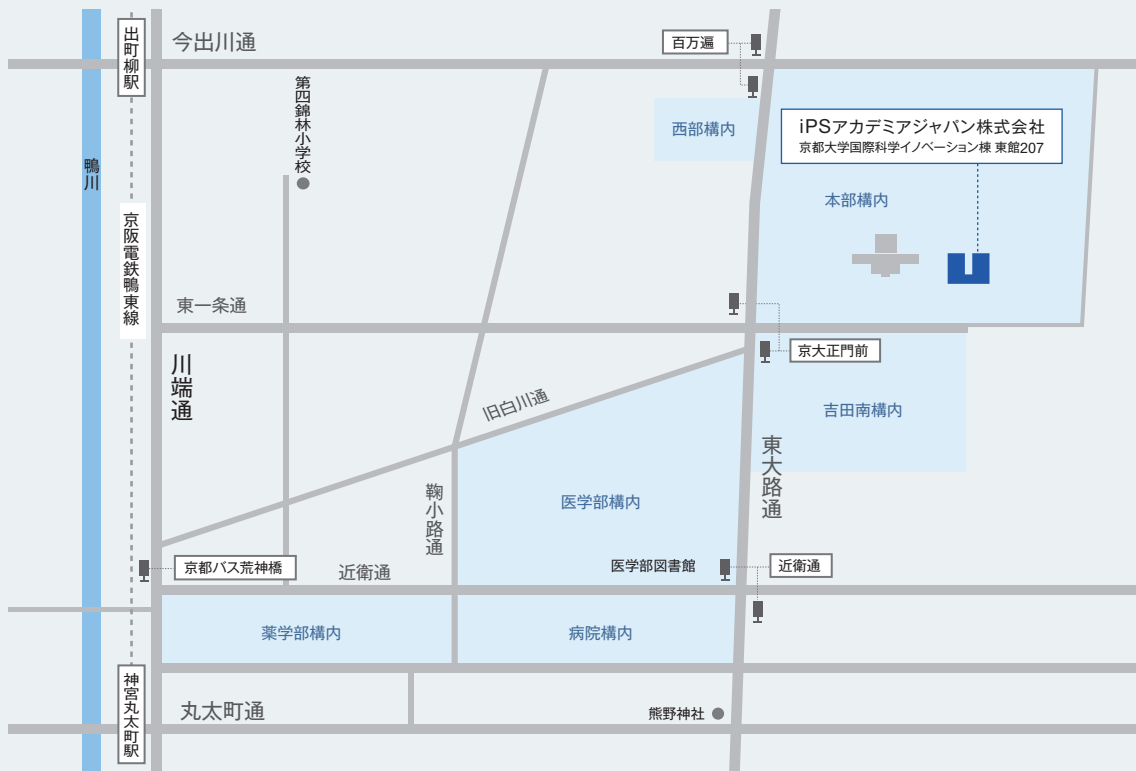 出町柳駅
今出川通
百万遍
第四錦林小学校
西部構内
iPSアカデミアジャパン株式会社
京都大学国際科学イノベーション棟 東館207
鴨川
本部構内
京阪電鉄鴨東線
東一条通
京大正門前
川端通
旧白川通
吉田南構内
東大路通
鞠小路通
医学部構内
京都バス荒神橋
近衛通
医学部図書館
近衛通
薬学部構内
病院構内
神宮丸太町駅
丸太町通
熊野神社